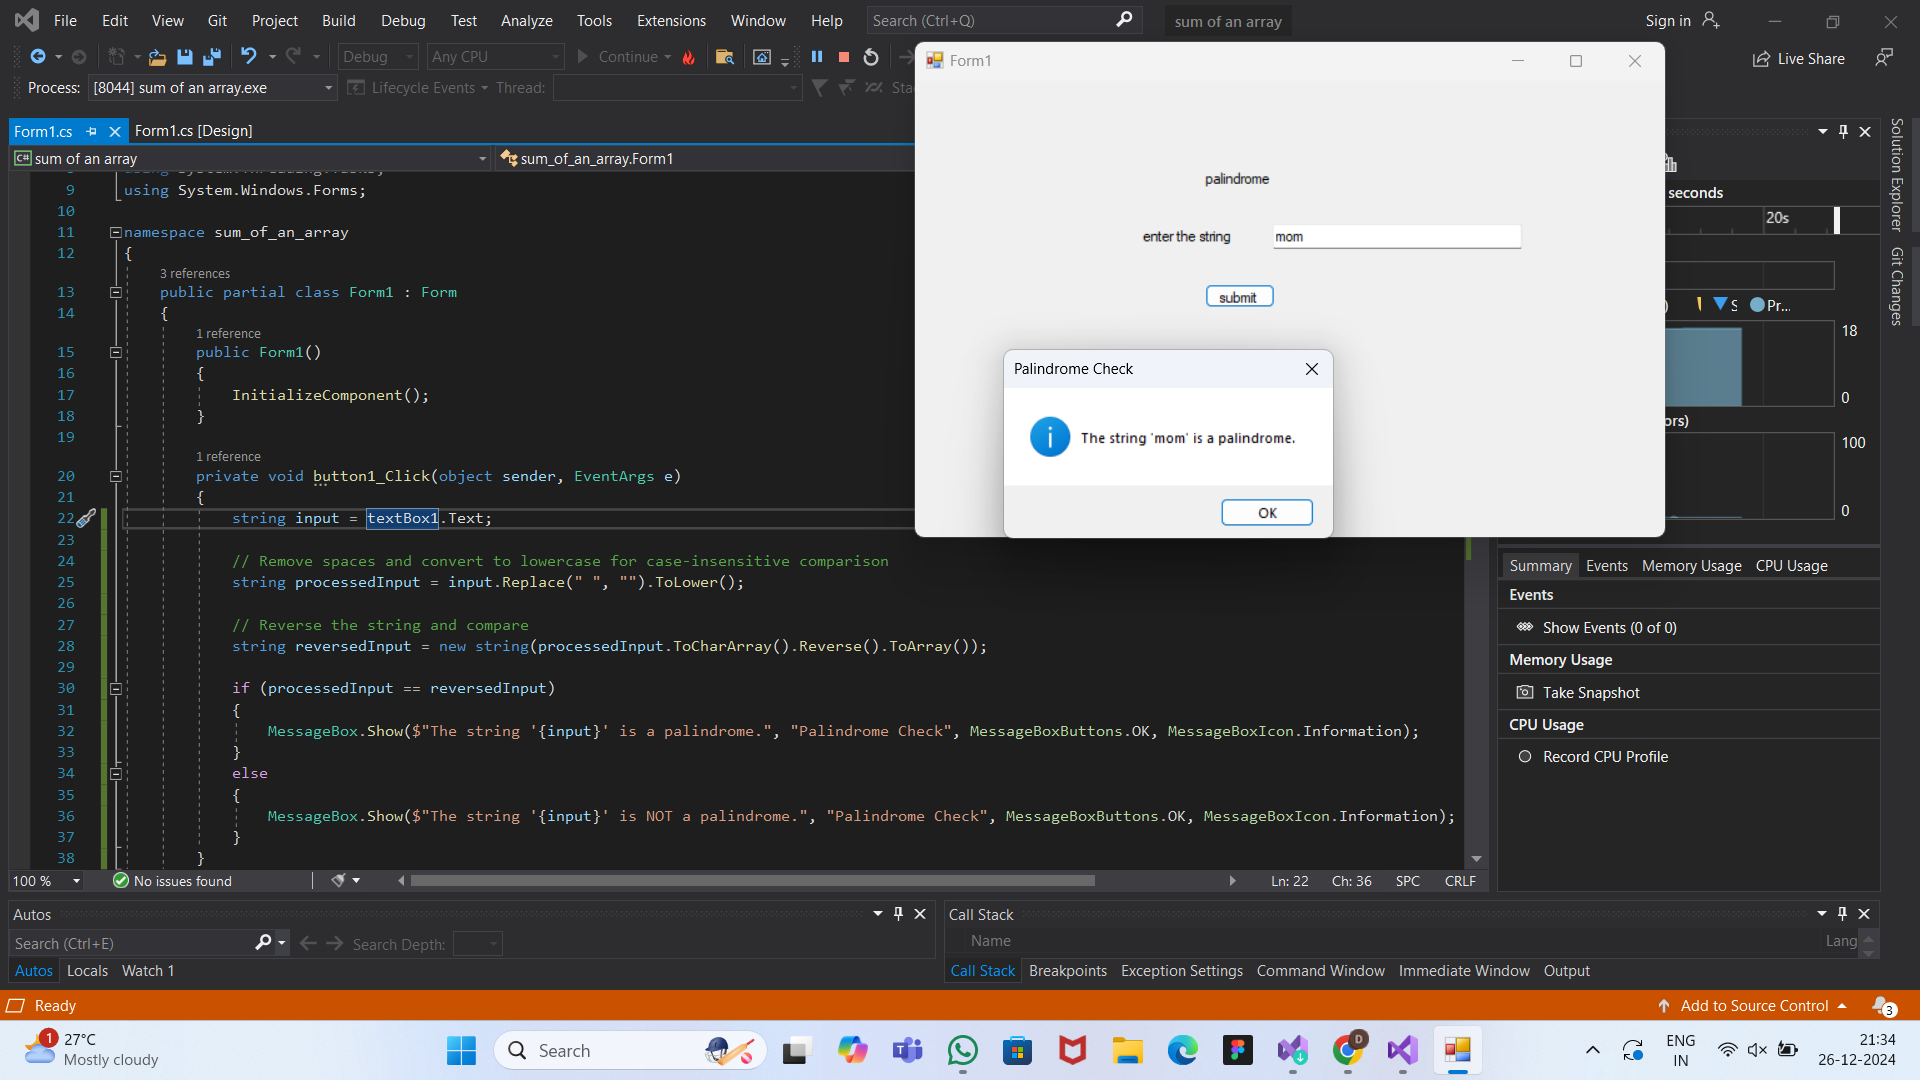 File Edit View Git Project Build Debug Test Analyze Tools Extensions Window Help Search (Ctrl+Q) sum of an array Sign in
Debug Any CPU Continue Live Share
Process: [8044] sum of an array.exe Lifecycle Events Thread:
Form1.cs Form1.cs [Design]
C# sum of an array sum_of_an_array.Form1
9 using System.Windows.Forms;
10
11 namespace sum_of_an_array
12 {
3 references
13 public partial class Form1 : Form
14 {
1 reference
15 public Form1()
16 {
17 InitializeComponent();
18 }
19
1 reference
20 private void button1_Click(object sender, EventArgs e)
21 {
22 string input = textBox1.Text;
23
24 // Remove spaces and convert to lowercase for case-insensitive comparison
25 string processedInput = input.Replace(" ", "").ToLower();
26
27 // Reverse the string and compare
28 string reversedInput = new string(processedInput.ToCharArray().Reverse().ToArray());
29
30 if (processedInput == reversedInput)
31 {
32 MessageBox.Show($"The string '{input}' is a palindrome.", "Palindrome Check", MessageBoxButtons.OK, MessageBoxIcon.Information);
33 }
34 else
35 {
36 MessageBox.Show($"The string '{input}' is NOT a palindrome.", "Palindrome Check", MessageBoxButtons.OK, MessageBoxIcon.Information);
37 }
38 }
100 % No issues found Ln: 22 Ch: 36 SPC CRLF
Form1
palindrome
enter the string mom
submit
Palindrome Check
The string 'mom' is a palindrome.
OK
seconds
20s
S Pr...
18
0
ors)
100
0
Summary Events Memory Usage CPU Usage
Events
Show Events (0 of 0)
Memory Usage
Take Snapshot
CPU Usage
Record CPU Profile
Solution Explorer
Git Changes
Autos
Search (Ctrl+E) Search Depth:
Autos Locals Watch 1
Call Stack
Name Lang
Call Stack Breakpoints Exception Settings Command Window Immediate Window Output
Ready Add to Source Control 3
1 27°C
Mostly cloudy
Search
D
ENG
IN
21:34
26-12-2024